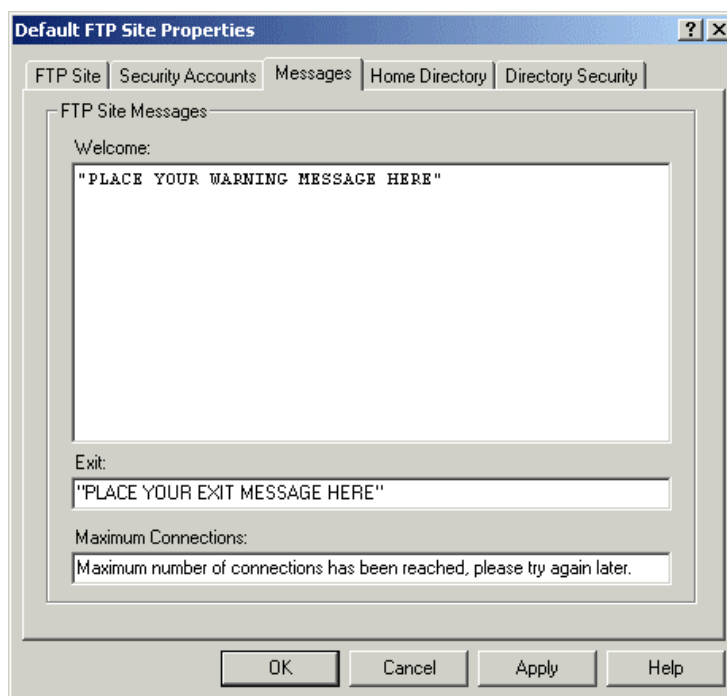 Default FTP Site Properties
FTP Site Security Accounts Messages Home Directory Directory Security
FTP Site Messages
Welcome:
"PLACE YOUR WARNING MESSAGE HERE"
Exit:
"PLACE YOUR EXIT MESSAGE HERE"
Maximum Connections:
Maximum number of connections has been reached, please try again later.
OK Cancel Apply Help